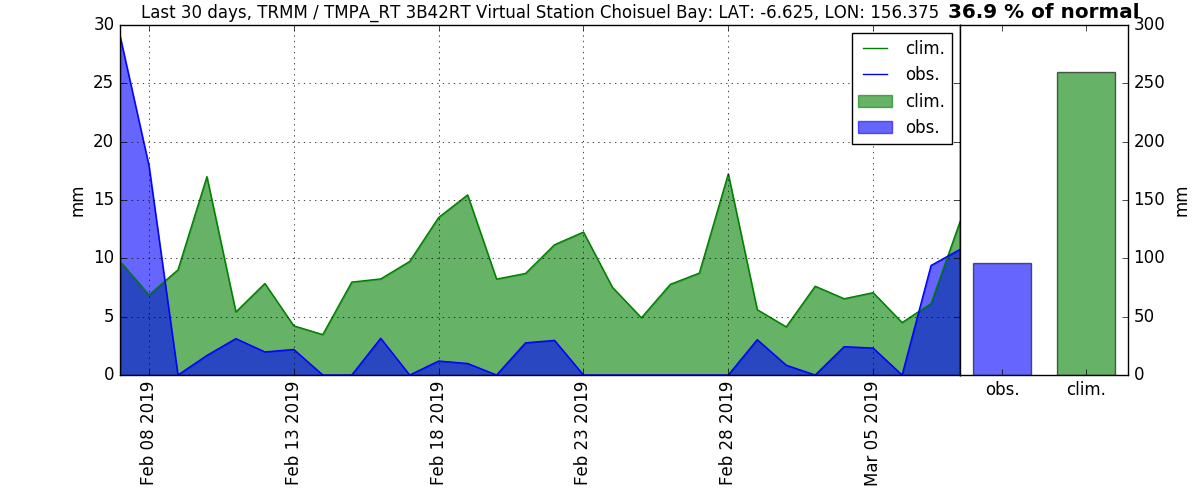 Last 30 days, TRMM / TMPA_RT 3B42RT Virtual Station Choisuel Bay: LAT: -6.625, LON: 156.375
36.9 % of normal
30
25
20
15
10
5
0
mm
clim.
obs.
clim.
obs.
300
250
200
150
100
50
0
mm
Feb 08 2019
Feb 13 2019
Feb 18 2019
Feb 23 2019
Feb 28 2019
Mar 05 2019
obs.
clim.